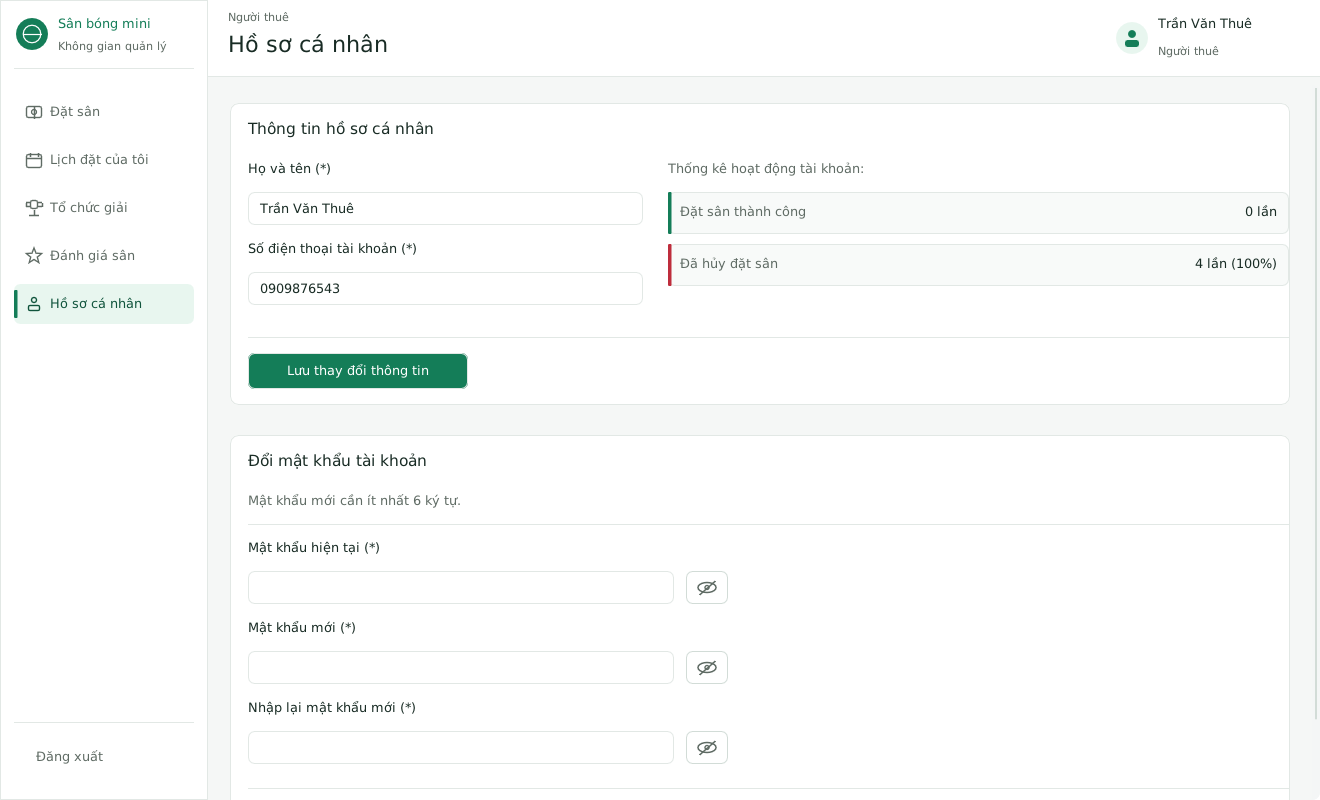 Sân bóng mini
Không gian quản lý
Đặt sân
Lịch đặt của tôi
Tổ chức giải
Đánh giá sân
Hồ sơ cá nhân
Đăng xuất
Người thuê
Hồ sơ cá nhân
Trần Văn Thuê
Người thuê
Thông tin hồ sơ cá nhân
Họ và tên (*)
Trần Văn Thuê
Số điện thoại tài khoản (*)
0909876543
Thống kê hoạt động tài khoản:
Đặt sân thành công 0 lần
Đã hủy đặt sân 4 lần (100%)
Lưu thay đổi thông tin
Đổi mật khẩu tài khoản
Mật khẩu mới cần ít nhất 6 ký tự.
Mật khẩu hiện tại (*)
Mật khẩu mới (*)
Nhập lại mật khẩu mới (*)